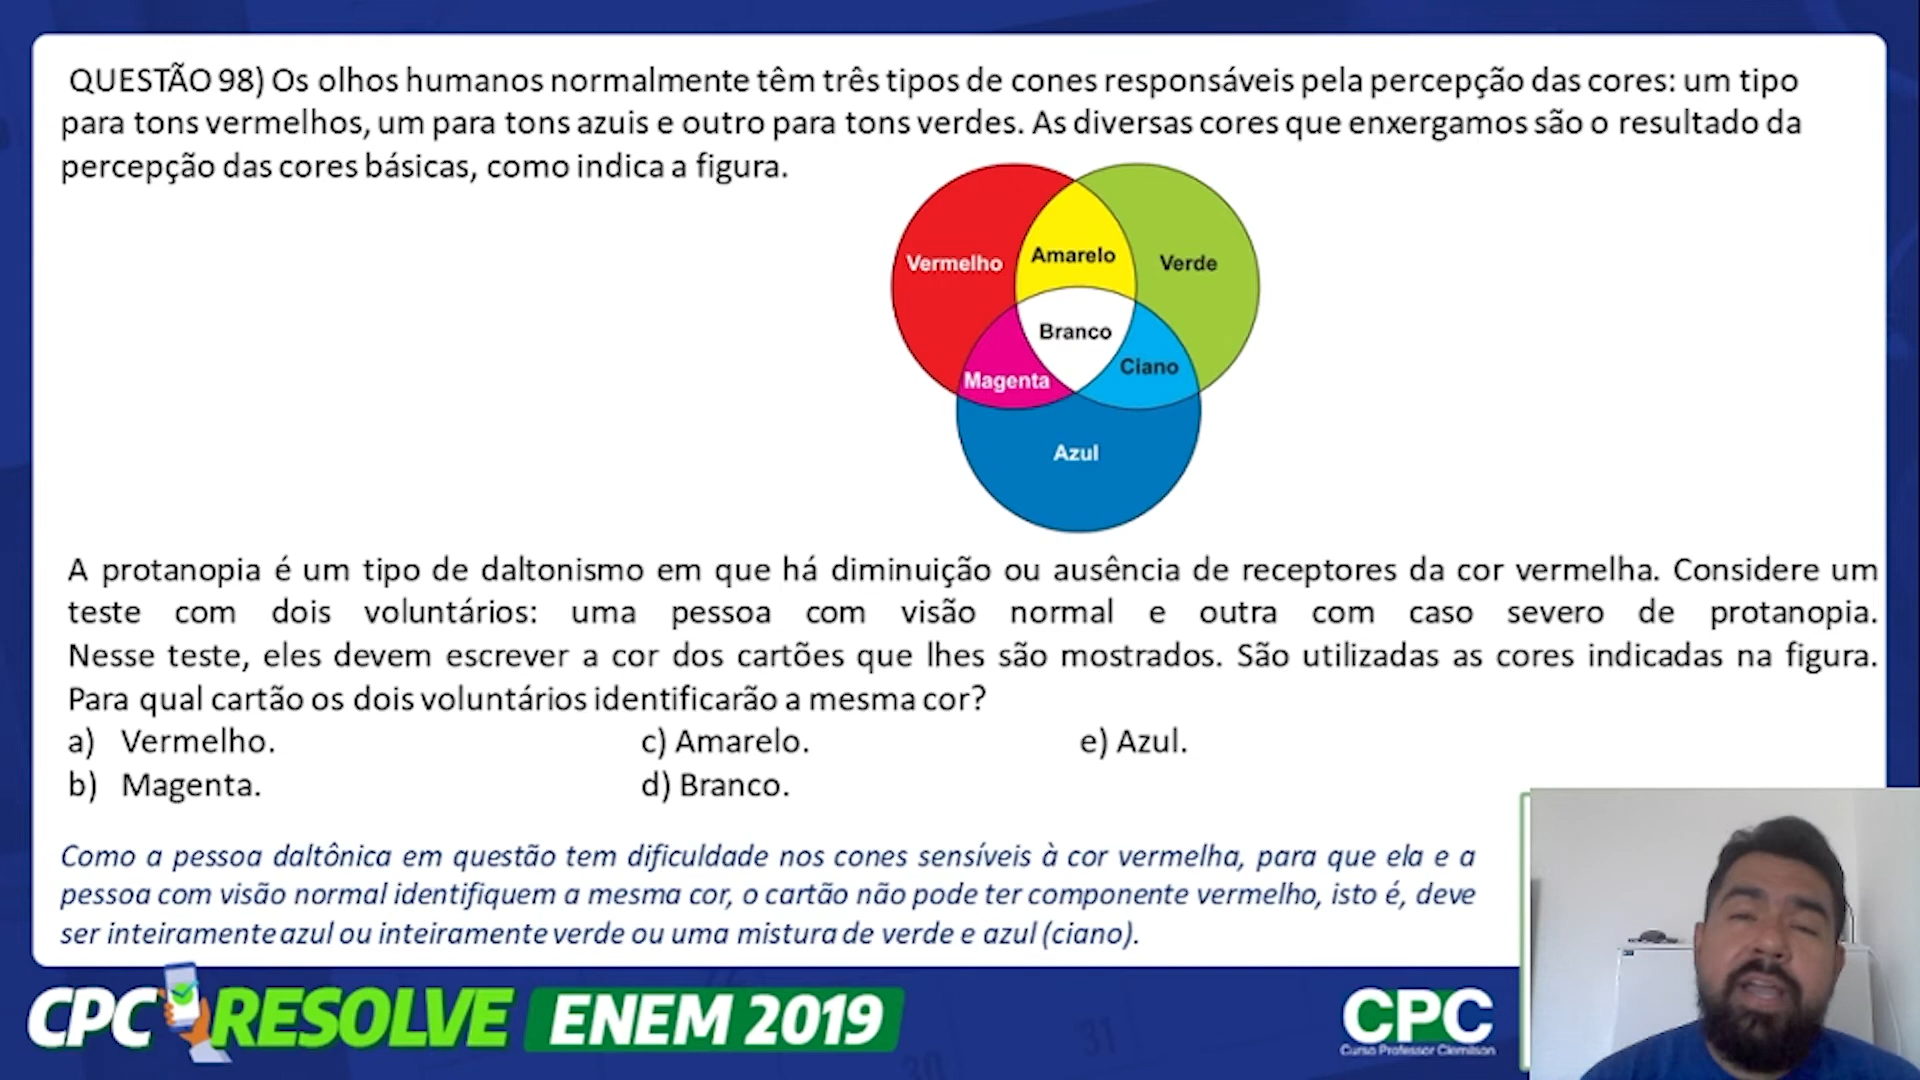 QUESTÃO 98) Os olhos humanos normalmente têm três tipos de cones responsáveis pela percepção das cores: um tipo
para tons vermelhos, um para tons azuis e outro para tons verdes. As diversas cores que enxergamos são o resultado da
percepção das cores básicas, como indica a figura.
Vermelho
Amarelo
Verde
Branco
Magenta
Ciano
Azul
A protanopia é um tipo de daltonismo em que há diminuição ou ausência de receptores da cor vermelha. Considere um
teste com dois voluntários: uma pessoa com visão normal e outra com caso severo de protanopia.
Nesse teste, eles devem escrever a cor dos cartões que lhes são mostrados. São utilizadas as cores indicadas na figura.
Para qual cartão os dois voluntários identificarão a mesma cor?
a) Vermelho. c) Amarelo. e) Azul.
b) Magenta. d) Branco.
Como a pessoa daltônica em questão tem dificuldade nos cones sensíveis à cor vermelha, para que ela e a
pessoa com visão normal identifiquem a mesma cor, o cartão não pode ter componente vermelho, isto é, deve
ser inteiramente azul ou inteiramente verde ou uma mistura de verde e azul (ciano).
CPC RESOLVE ENEM 2019
CPC
Curso Professor Clemilson
30
31